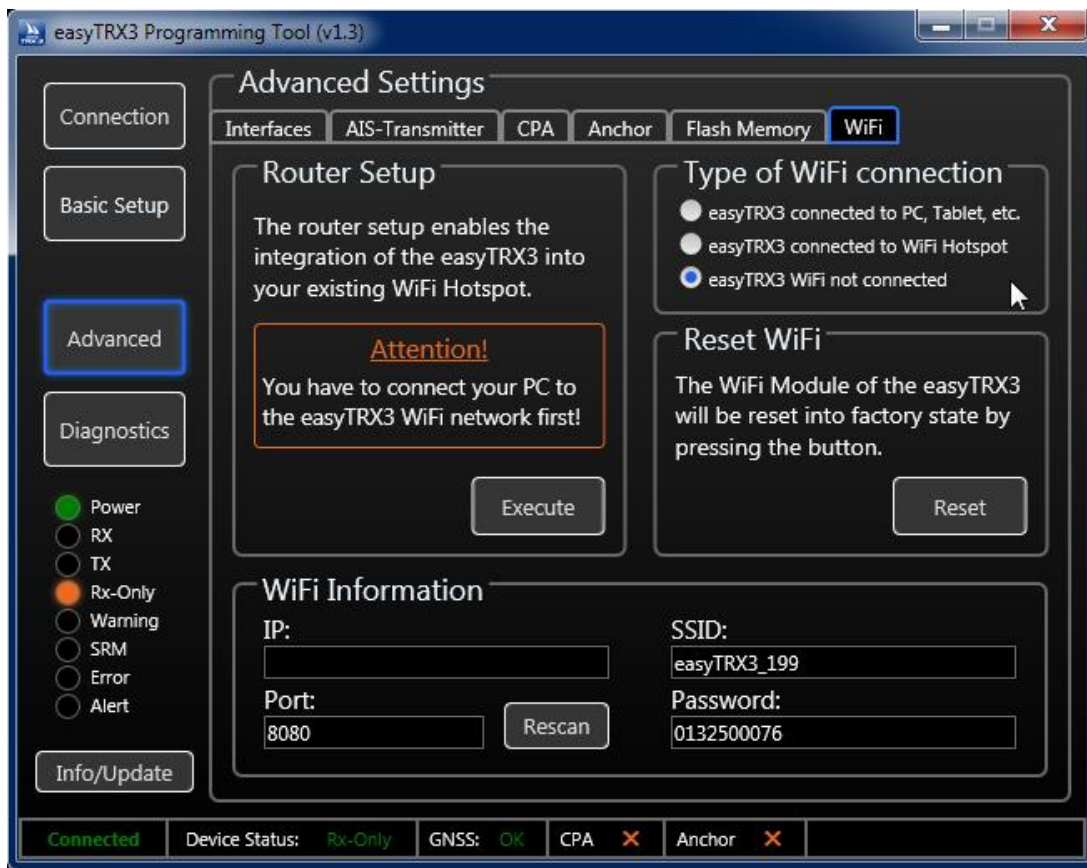 easyTRX3 Programming Tool (v1.3)
Connection
Basic Setup
Advanced
Diagnostics
Power
RX
TX
Rx-Only
Warning
SRM
Error
Alert
Info/Update
Advanced Settings
Interfaces AIS-Transmitter CPA Anchor Flash Memory WiFi
Router Setup
The router setup enables the
integration of the easyTRX3 into
your existing WiFi Hotspot.
Attention!
You have to connect your PC to
the easyTRX3 WiFi network first!
Execute
Type of WiFi connection
easyTRX3 connected to PC, Tablet, etc.
easyTRX3 connected to WiFi Hotspot
easyTRX3 WiFi not connected
Reset WiFi
The WiFi Module of the easyTRX3
will be reset into factory state by
pressing the button.
Reset
WiFi Information
IP:
Port:
8080
Rescan
SSID:
easyTRX3_199
Password:
0132500076
Connected Device Status: Rx-Only GNSS: OK CPA Anchor